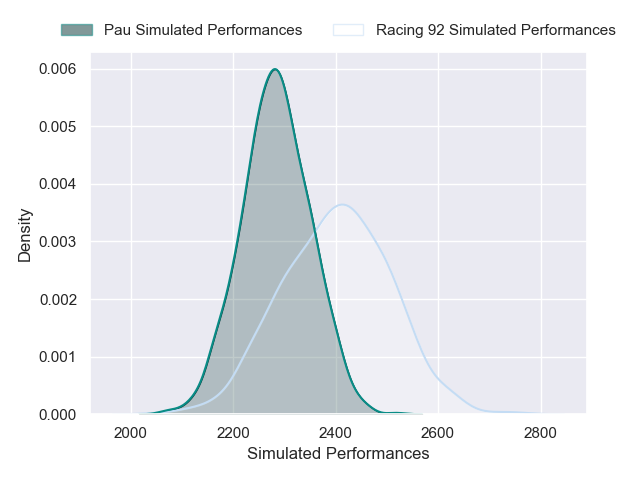 Pau Simulated Performances Racing 92 Simulated Performances
0.006
0.005
0.004
0.003
0.002
0.001
0.000
Density
2000 2200 2400 2600 2800
Simulated Performances